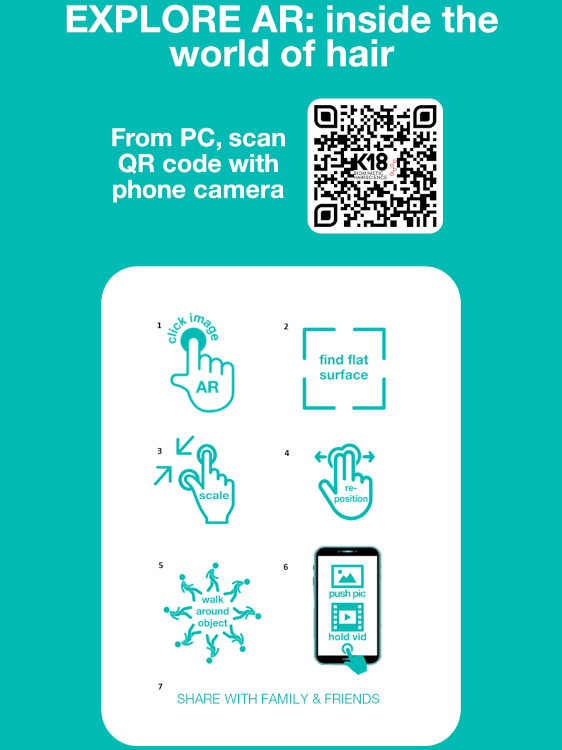 EXPLORE AR: inside the
world of hair
From PC, scan
QR code with
phone camera
K18
BIOMIMETIC
HAIRSCIENCE
1
click image
AR
2
find flat
surface
3
scale
4
re-
position
5
walk
around
object
6
push pic
hold vid
7
SHARE WITH FAMILY & FRIENDS